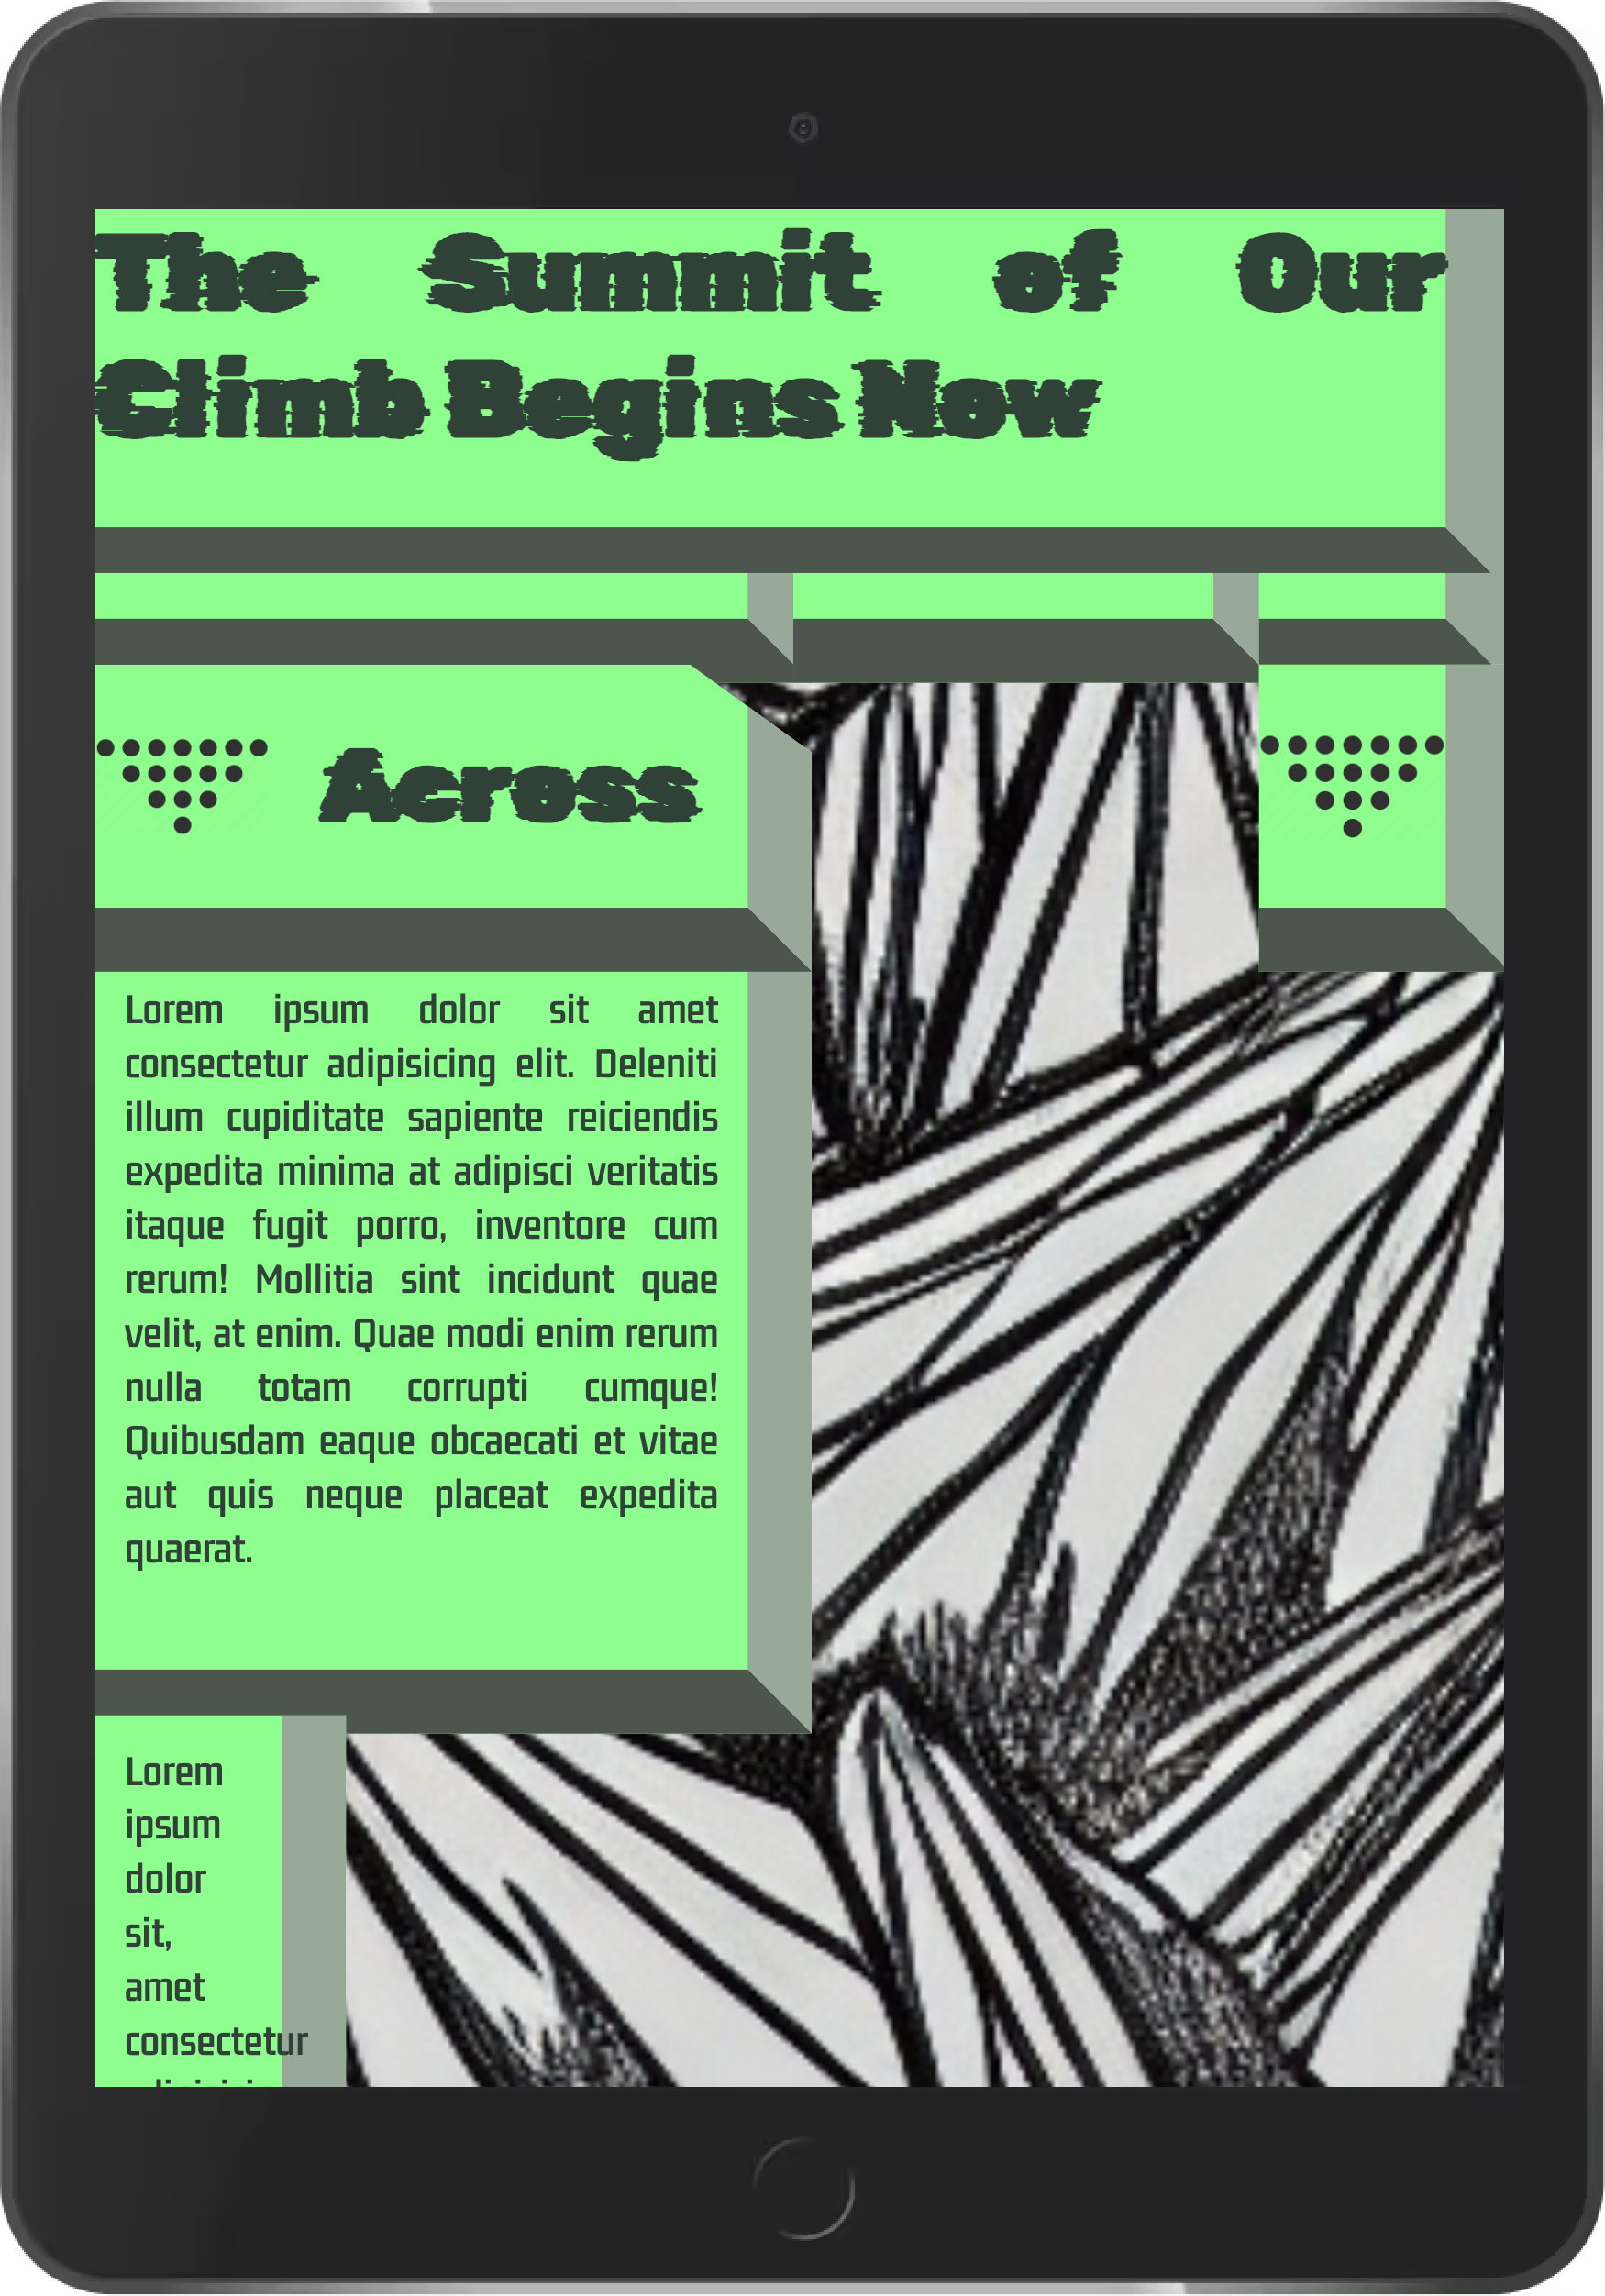 The Summit of Our
Climb Begins Now
Across
Lorem ipsum dolor sit amet
consectetur adipisicing elit. Deleniti
illum cupiditate sapiente reiciendis
expedita minima at adipisci veritatis
itaque fugit porro, inventore cum
rerum! Mollitia sint incidunt quae
velit, at enim. Quae modi enim rerum
nulla totam corrupti cumque!
Quibusdam eaque obcaecati et vitae
aut quis neque placeat expedita
quaerat.
Lorem
ipsum
dolor
sit,
amet
consectetur